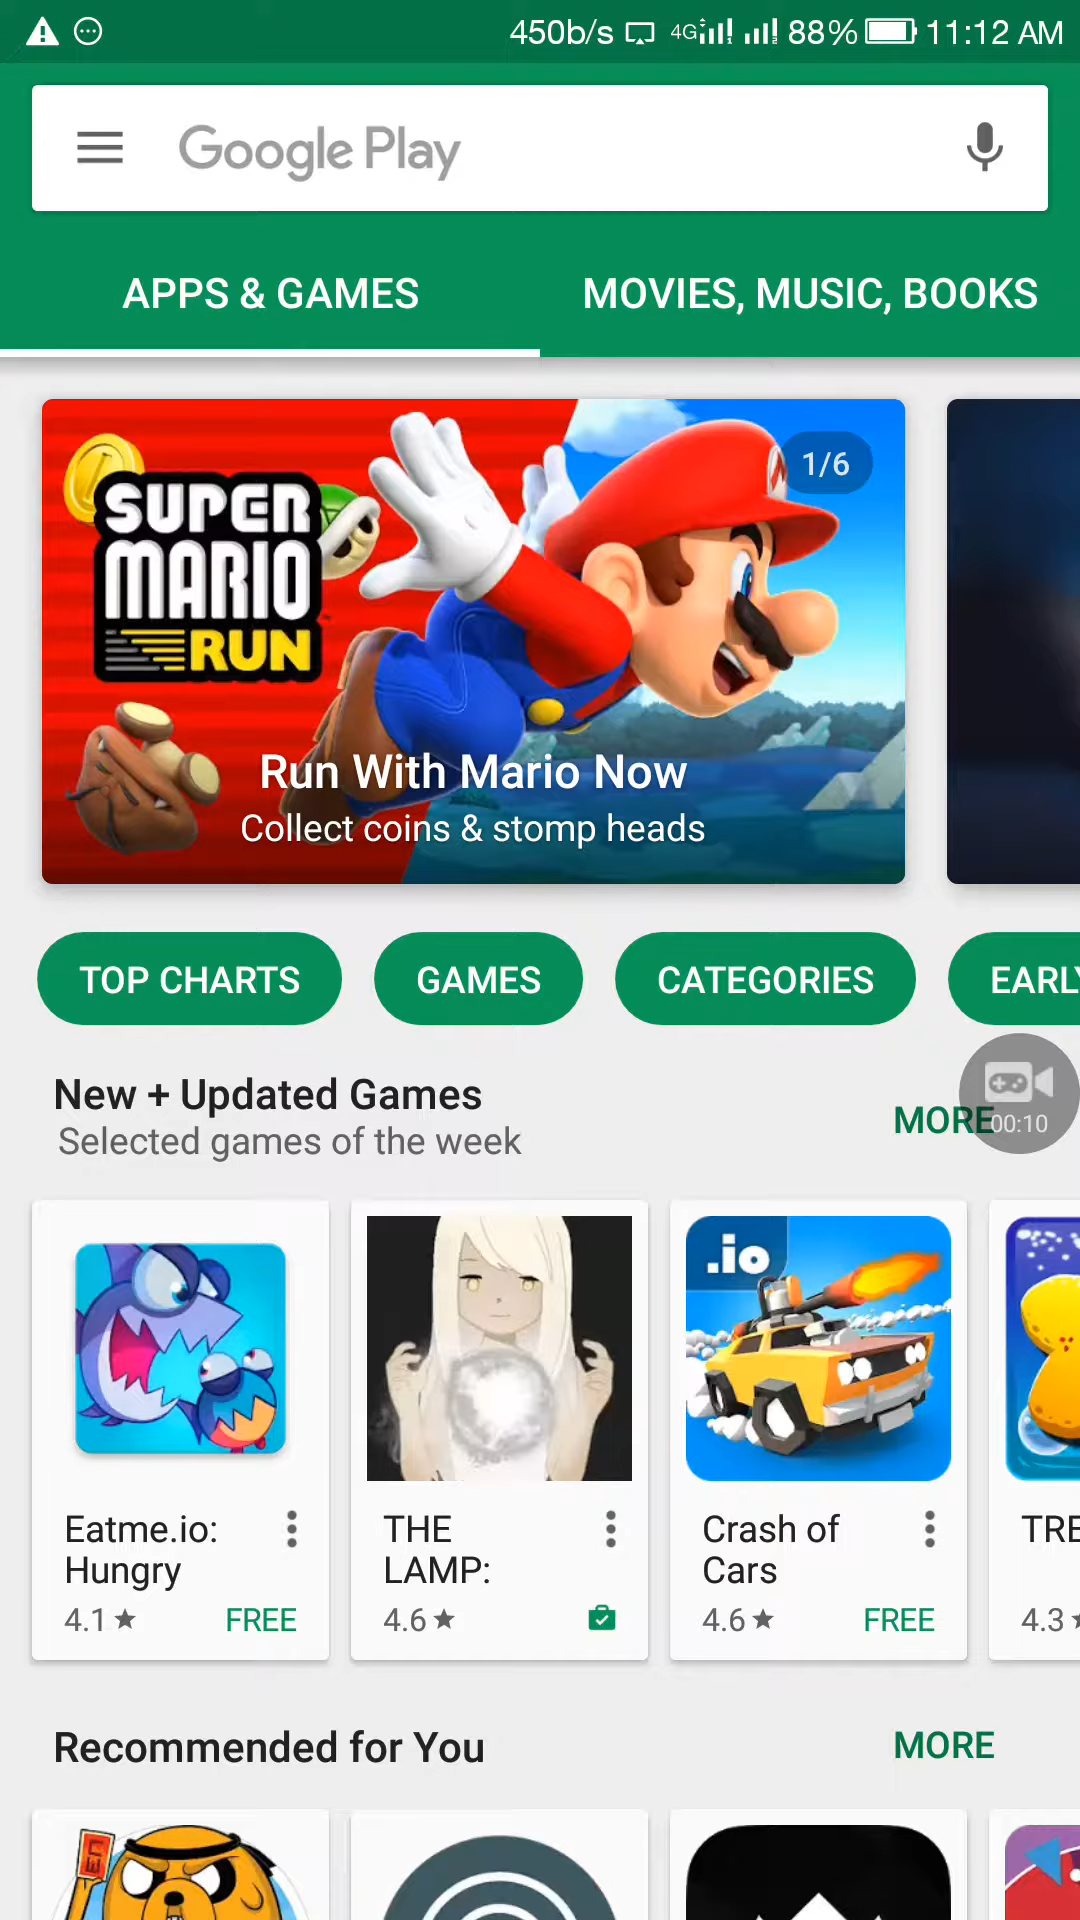 450b/s 4G 88% 11:12 AM
Google Play
APPS & GAMES
MOVIES, MUSIC, BOOKS
1/6
SUPER
MARIO
RUN
Run With Mario Now
Collect coins & stomp heads
TOP CHARTS
GAMES
CATEGORIES
EARLY
New + Updated Games
Selected games of the week
MORE
00:10
.io
Eatme.io:
Hungry
4.1 ★
FREE
THE
LAMP:
4.6 ★
Crash of
Cars
4.6 ★
FREE
TRE
4.3 ★
Recommended for You
MORE